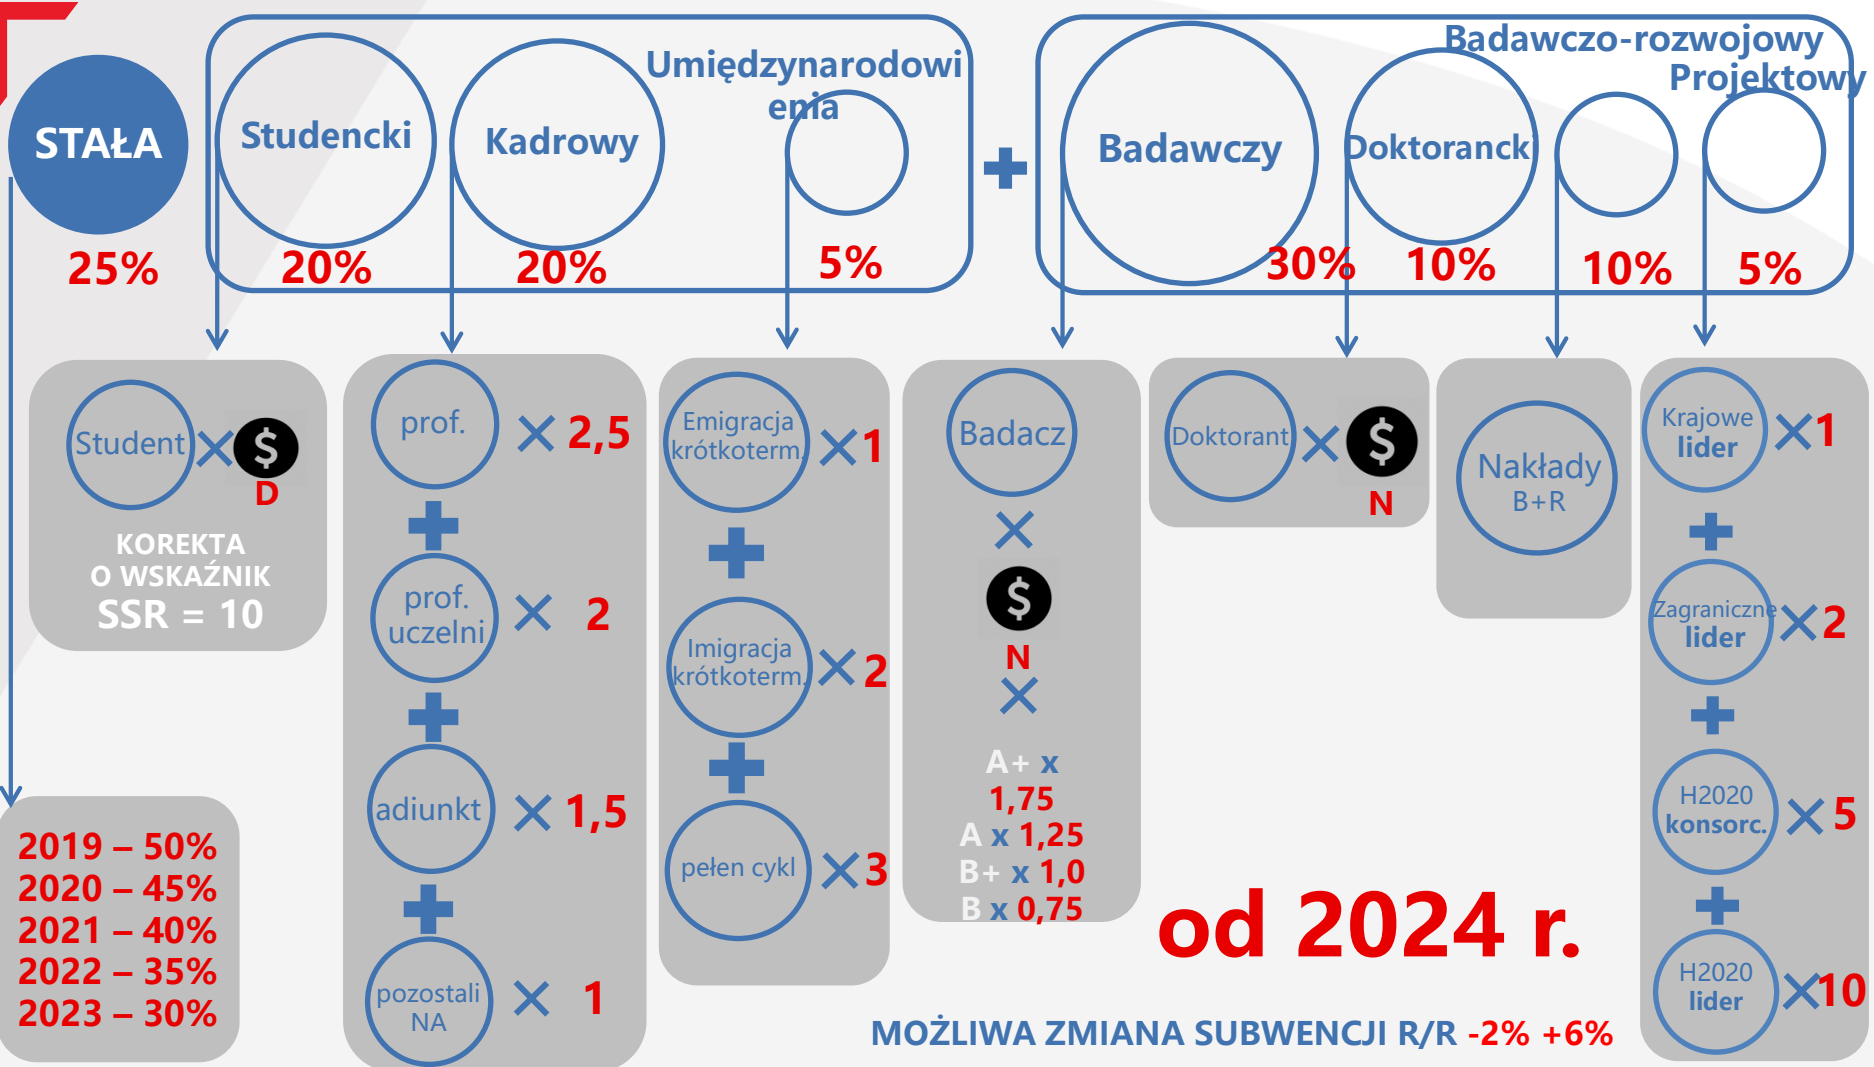 STAŁA
25%
Studencki
20%
Kadrowy
20%
Umiędzynarodowi
enia
5%
Badawczy
30%
Doktorancki
10%
Badawczo-rozwojowy
10%
Projektowy
5%
2019 – 50%
2020 – 45%
2021 – 40%
2022 – 35%
2023 – 30%
Student
$
D
KOREKTA
O WSKAŹNIK
SSR = 10
prof.
2,5
prof.
uczelni
2
adiunkt
1,5
pozostali
NA
1
Emigracja
krótkoterm.
1
Imigracja
krótkoterm.
2
pełen cykl
3
Badacz
$
N
A+ x
1,75
A x 1,25
B+ x 1,0
B x 0,75
Doktorant
$
N
Nakłady
B+R
Krajowe
lider
1
Zagraniczne
lider
2
H2020
konsorc.
5
H2020
lider
10
od 2024 r.
MOŻLIWA ZMIANA SUBWENCJI R/R -2% +6%